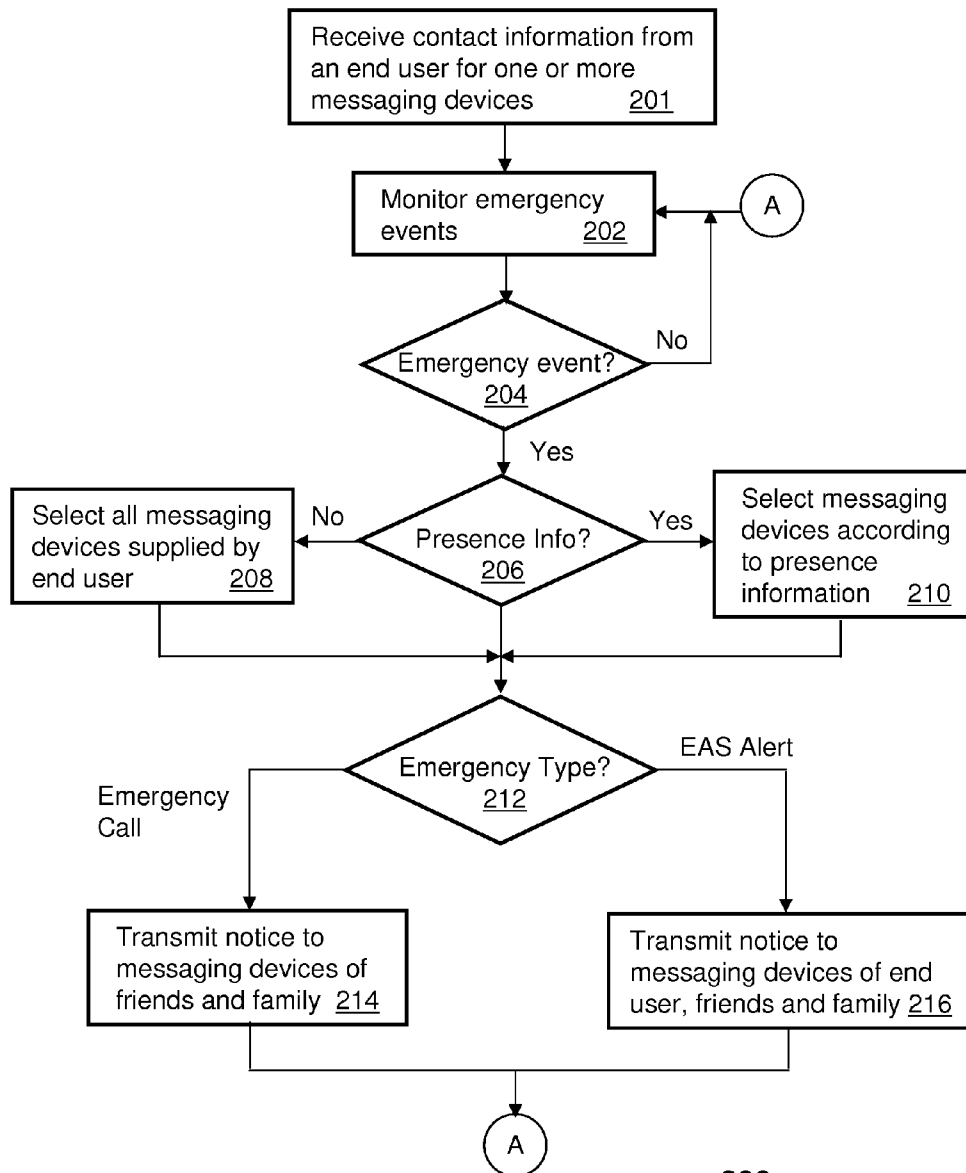 Receive contact information from
an end user for one or more
messaging devices 201
Monitor emergency
events 202
A
Emergency event?
204
No
Yes
Select all messaging
devices supplied by
end user 208
No
Presence Info?
206
Yes
Select messaging
devices according
to presence
information 210
Emergency Type?
212
Emergency
Call
EAS Alert
Transmit notice to
messaging devices of
friends and family 214
Transmit notice to
messaging devices of end
user, friends and family 216
A